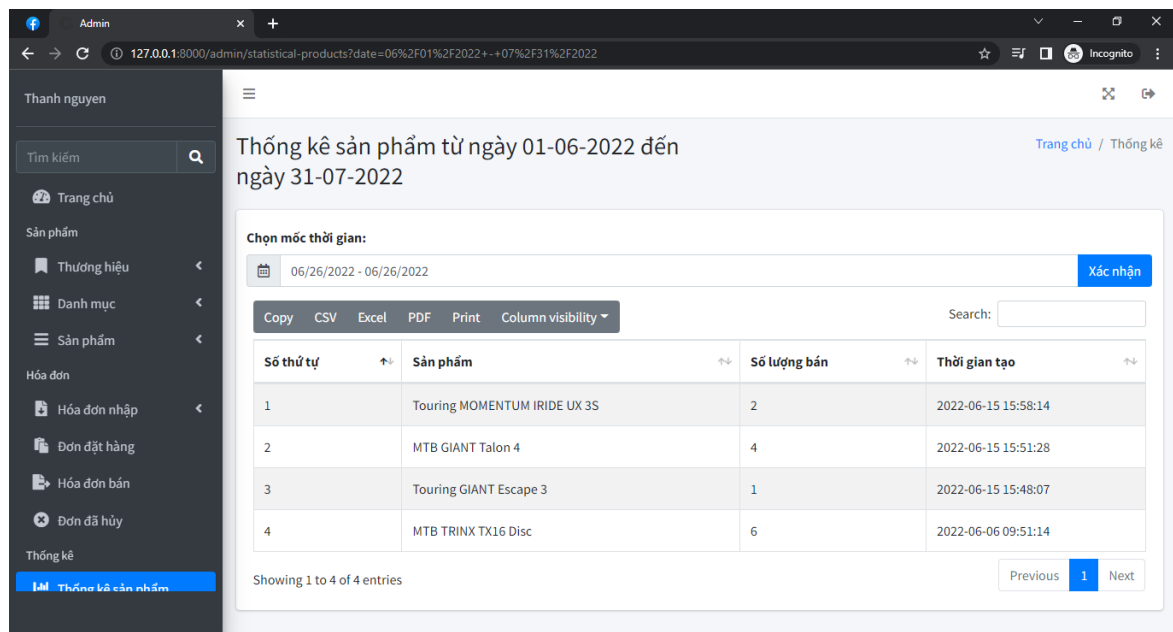 Admin
127.0.0.1:8000/admin/statistical-products?date=06%2F01%2F2022+-+07%2F31%2F2022
Incognito
Thanh nguyen
Tìm kiếm
Trang chủ
Sản phẩm
Thương hiệu
Danh mục
Sản phẩm
Hóa đơn
Hóa đơn nhập
Đơn đặt hàng
Hóa đơn bán
Đơn đã hủy
Thống kê
Thống kê sản phẩm
Thống kê sản phẩm từ ngày 01-06-2022 đến
ngày 31-07-2022
Trang chủ / Thống kê
Chọn mốc thời gian:
06/26/2022 - 06/26/2022
Xác nhận
Copy CSV Excel PDF Print Column visibility
Search:
Số thứ tự Sản phẩm Số lượng bán Thời gian tạo
1 Touring MOMENTUM IRIDE UX 3S 2 2022-06-15 15:58:14
2 MTB GIANT Talon 4 4 2022-06-15 15:51:28
3 Touring GIANT Escape 3 1 2022-06-15 15:48:07
4 MTB TRINX TX16 Disc 6 2022-06-06 09:51:14
Showing 1 to 4 of 4 entries
Previous 1 Next